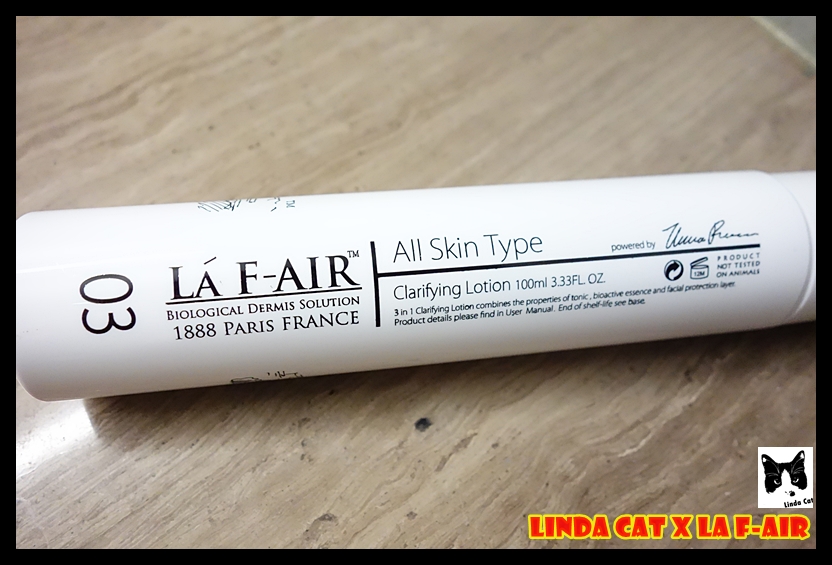 03
LÁ F-AIR™
BIOLOGICAL DERMIS SOLUTION
1888 PARIS FRANCE
TM
All Skin Type
powered by
Clarifying Lotion 100ml 3.33FL. OZ.
12M
PRODUCT
NOT TESTED
ON ANIMALS
3 in 1 Clarifying Lotion combines the properties of tonic, bioactive essence and facial protection layer.
Product details please find in User Manual. End of shelf-life see base.
Linda Cat
LINDA CAT X LA F-AIR